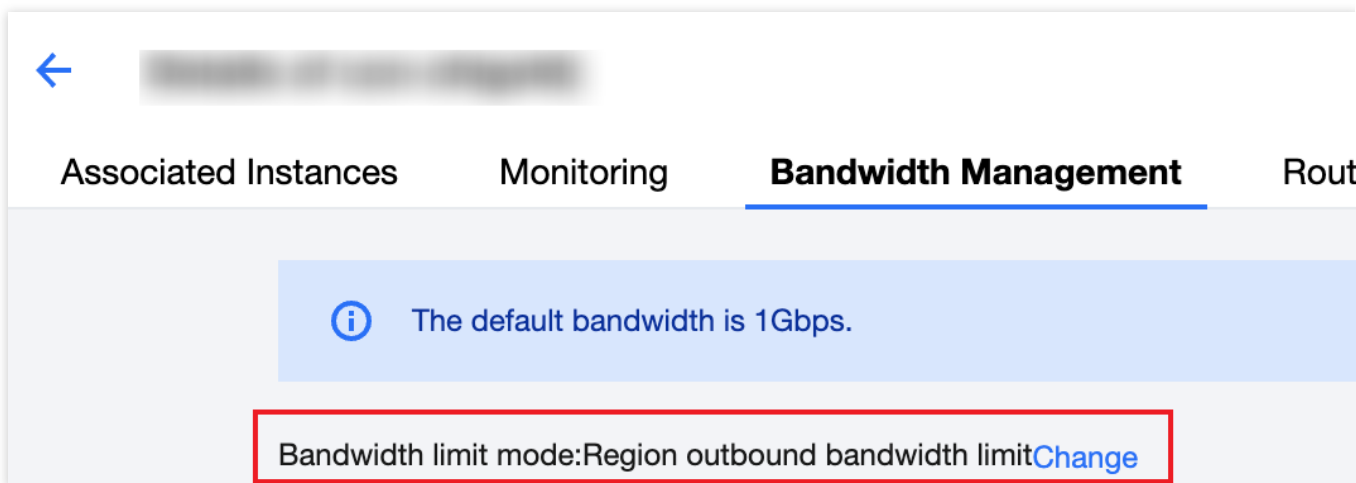 Associated Instances Monitoring Bandwidth Management Rout
The default bandwidth is 1Gbps.
Bandwidth limit mode:Region outbound bandwidth limitChange